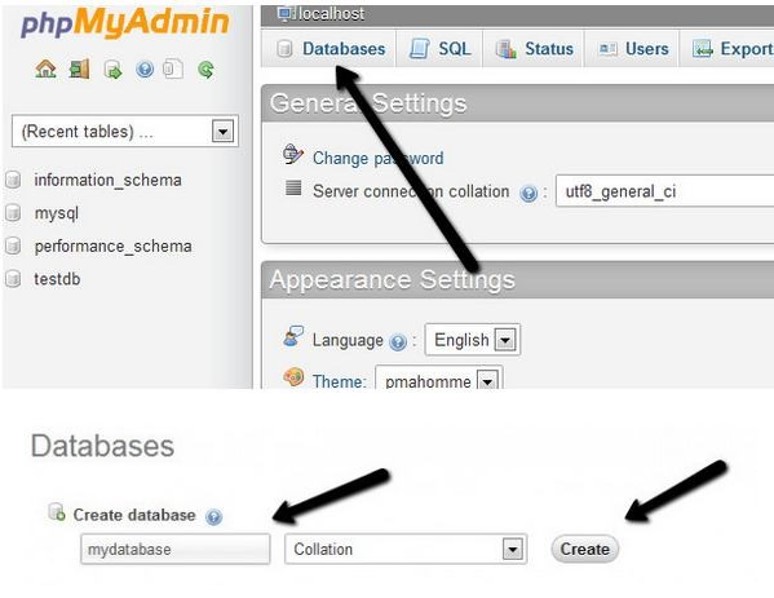 phpMyAdmin
(Recent tables) ...
information_schema
mysql
performance_schema
testdb
localhost
Databases SQL Status Users Export
General Settings
Change password
Server connection collation : utf8_general_ci
Appearance Settings
Language : English
Theme: pmahomme
Databases
Create database
mydatabase Collation Create